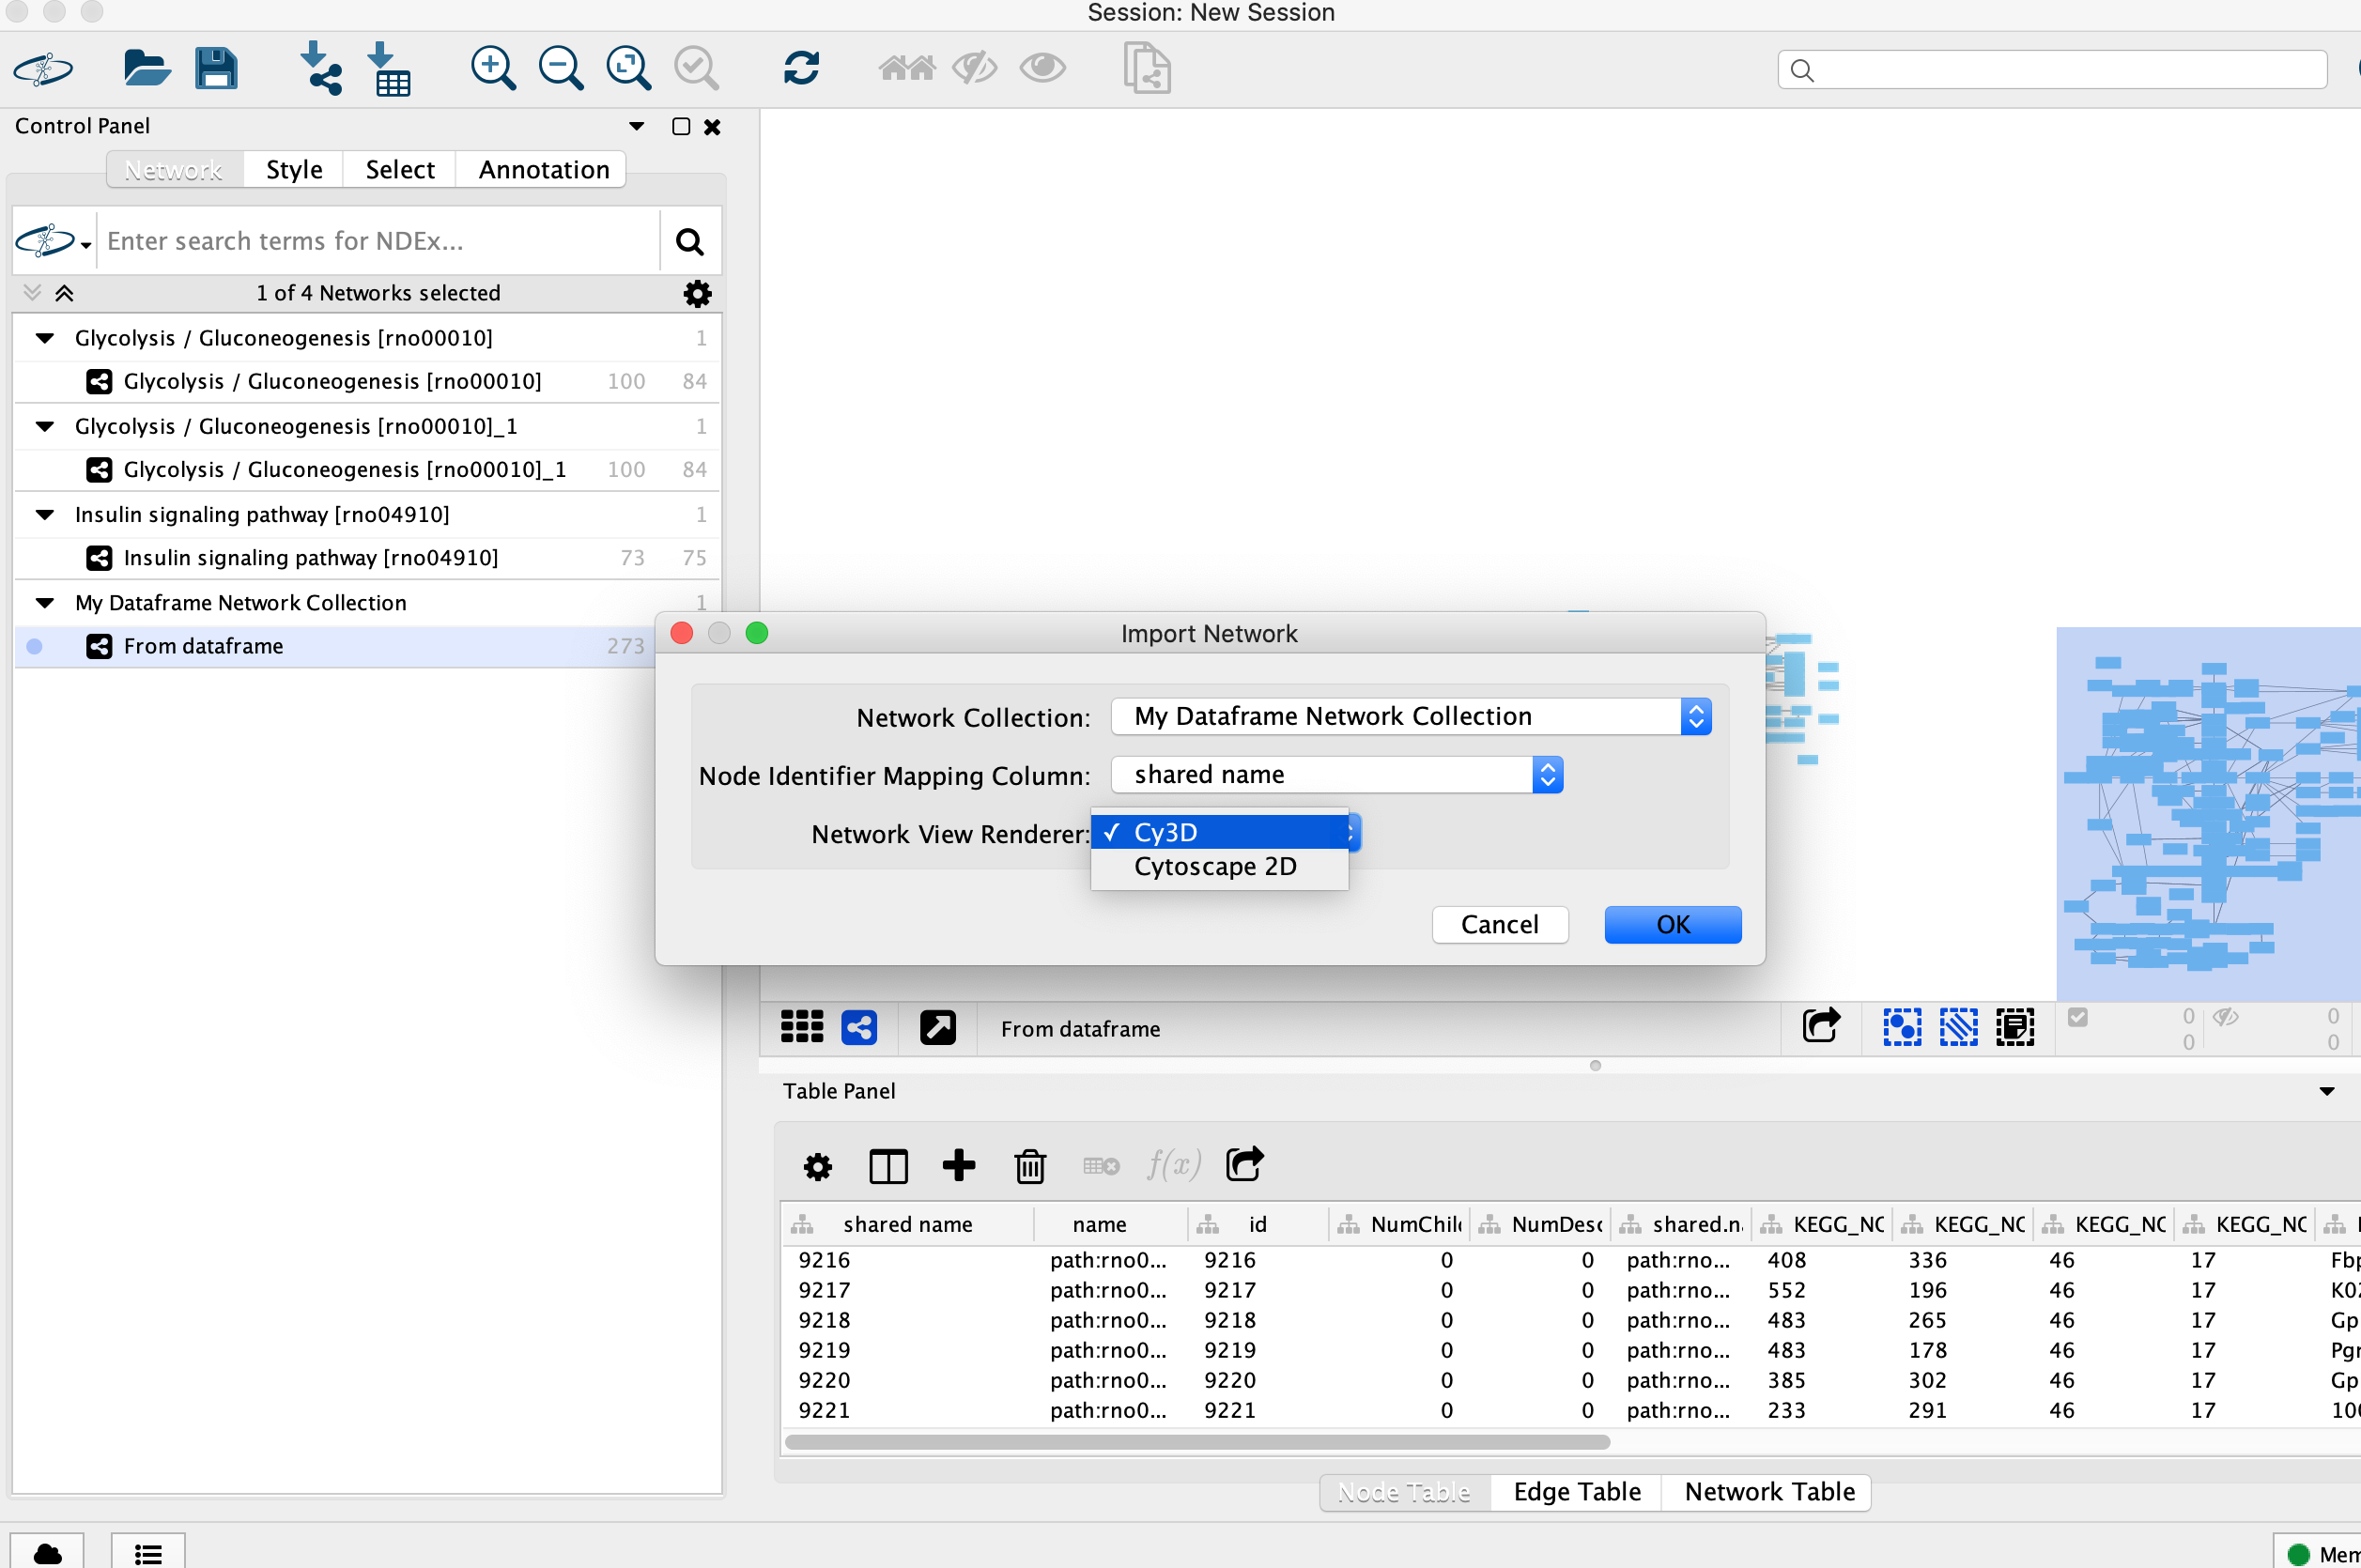 Session: New Session
Control Panel
Network Style Select Annotation
Enter search terms for NDEx...
1 of 4 Networks selected
Glycolysis / Gluconeogenesis [rno00010] 1
Glycolysis / Gluconeogenesis [rno00010] 100 84
Glycolysis / Gluconeogenesis [rno00010]_1 1
Glycolysis / Gluconeogenesis [rno00010]_1 100 84
Insulin signaling pathway [rno04910] 1
Insulin signaling pathway [rno04910] 73 75
My Dataframe Network Collection 1
From dataframe 273
Import Network
Network Collection: My Dataframe Network Collection
Node Identifier Mapping Column: shared name
Network View Renderer: Cy3D
Cytoscape 2D
Cancel OK
From dataframe
0 0
0 0
Table Panel
f(x)
shared name name id NumChil NumDesc shared.n KEGG_NC KEGG_NC KEGG_NC KEGG_NC
9216 path:rno0... 9216 0 0 path:rno... 408 336 46 17 Fbp
9217 path:rno0... 9217 0 0 path:rno... 552 196 46 17 K02
9218 path:rno0... 9218 0 0 path:rno... 483 265 46 17 Gp
9219 path:rno0... 9219 0 0 path:rno... 483 178 46 17 Pgr
9220 path:rno0... 9220 0 0 path:rno... 385 302 46 17 Gp
9221 path:rno0... 9221 0 0 path:rno... 233 291 46 17 10
Node Table Edge Table Network Table
Mem